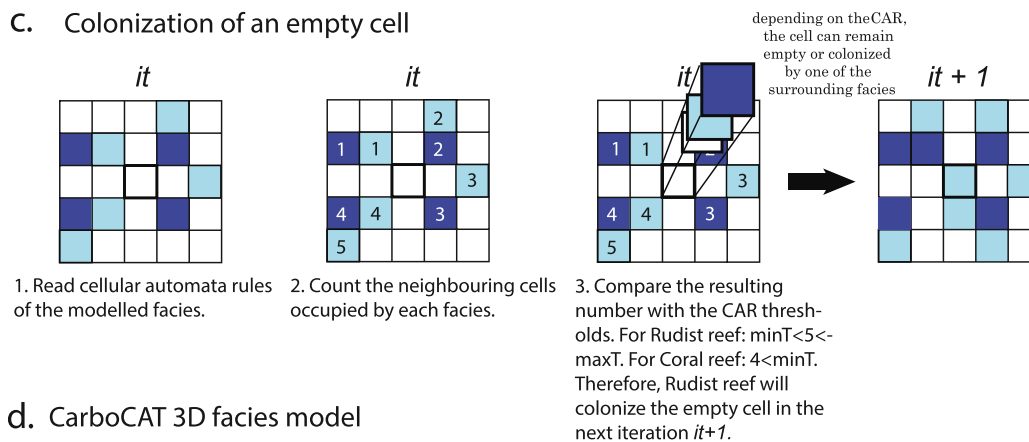 c. Colonization of an empty cell
it
it
it
depending on theCAR,
the cell can remain
empty or colonized
by one of the
surrounding facies
it + 1
2
1 1 2
3
4 4 3
5
1 1 2
3
4 4 3
5
1. Read cellular automata rules
of the modelled facies.
2. Count the neighbouring cells
occupied by each facies.
3. Compare the resulting
number with the CAR thresh-
olds. For Rudist reef: minT<5<-
maxT. For Coral reef: 4<minT.
Therefore, Rudist reef will
colonize the empty cell in the
next iteration it+1.
d. CarboCAT 3D facies model